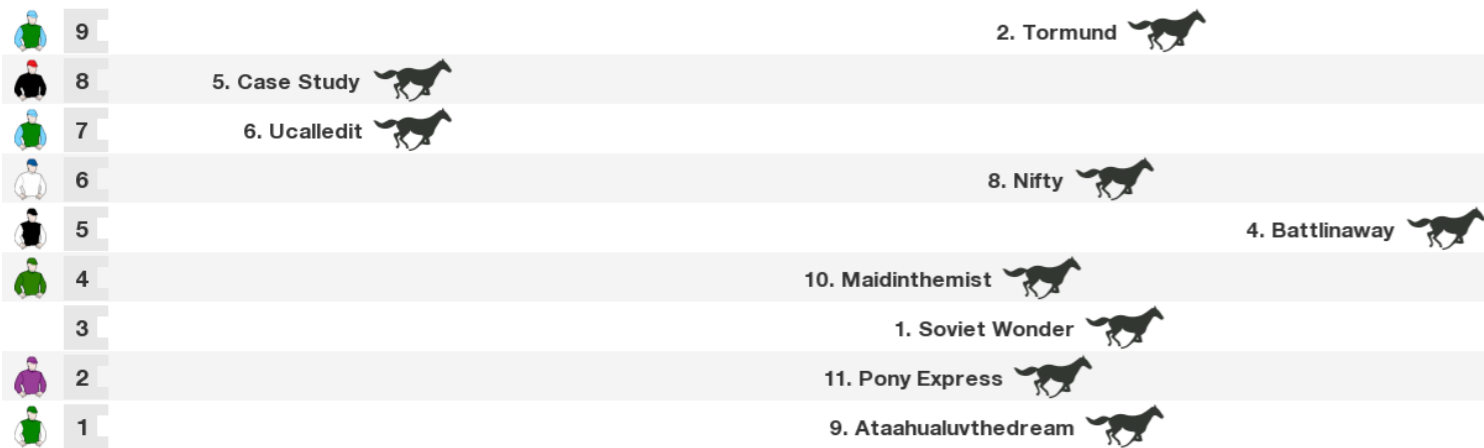 9 2. Tormund
8 5. Case Study
7 6. Ucalledit
6 8. Nifty
5 4. Battlinaway
4 10. Maidinthemist
3 1. Soviet Wonder
2 11. Pony Express
1 9. Ataahualuvthedream